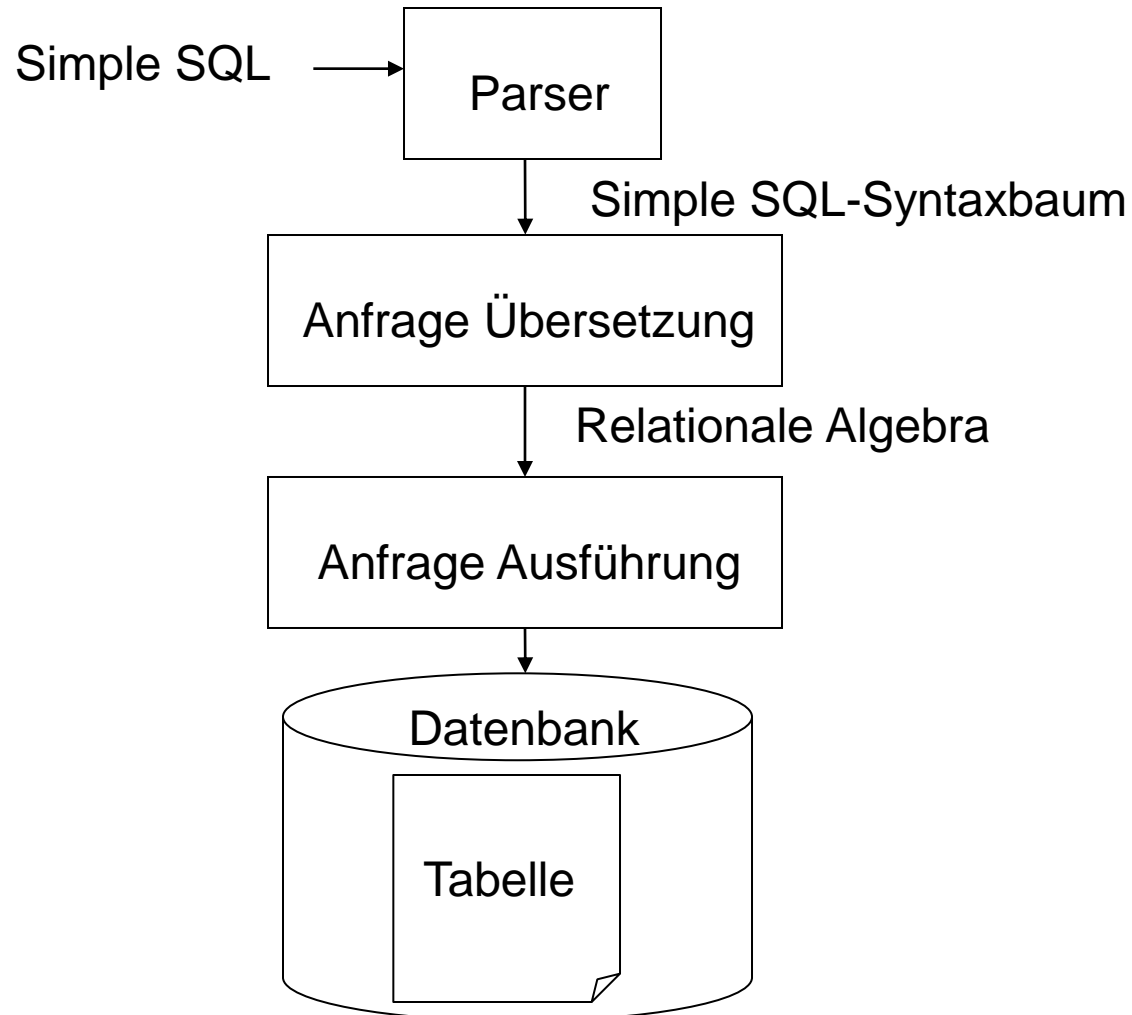 Simple SQL
Parser
Simple SQL-Syntaxbaum
Anfrage Übersetzung
Relationale Algebra
Anfrage Ausführung
Datenbank
Tabelle